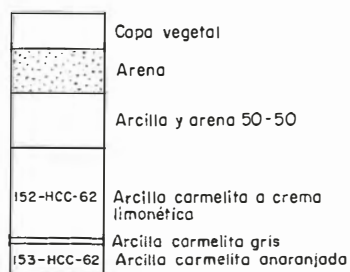 Capa vegetal
Arena
Arcilla y arena 50-50
152-HCC-62 Arcilla carmelita a crema
limonética
Arcilla carmelita gris
153-HCC-62 Arcilla carmelita anaranjada